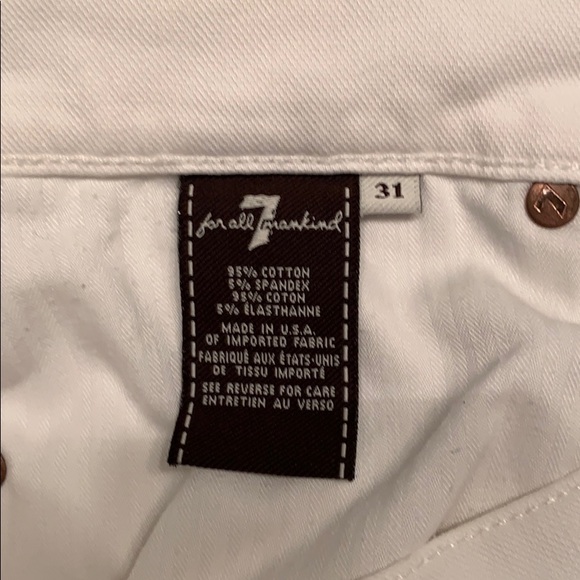 7
for all mankind
31
95% COTTON
5% SPANDEX
95% COTON
5% ÉLASTHANNE
MADE IN U.S.A.
OF IMPORTED FABRIC
FABRIQUÉ AUX ÉTATS-UNIS
DE TISSU IMPORTÉ
SEE REVERSE FOR CARE
ENTRETIEN AU VERSO
7